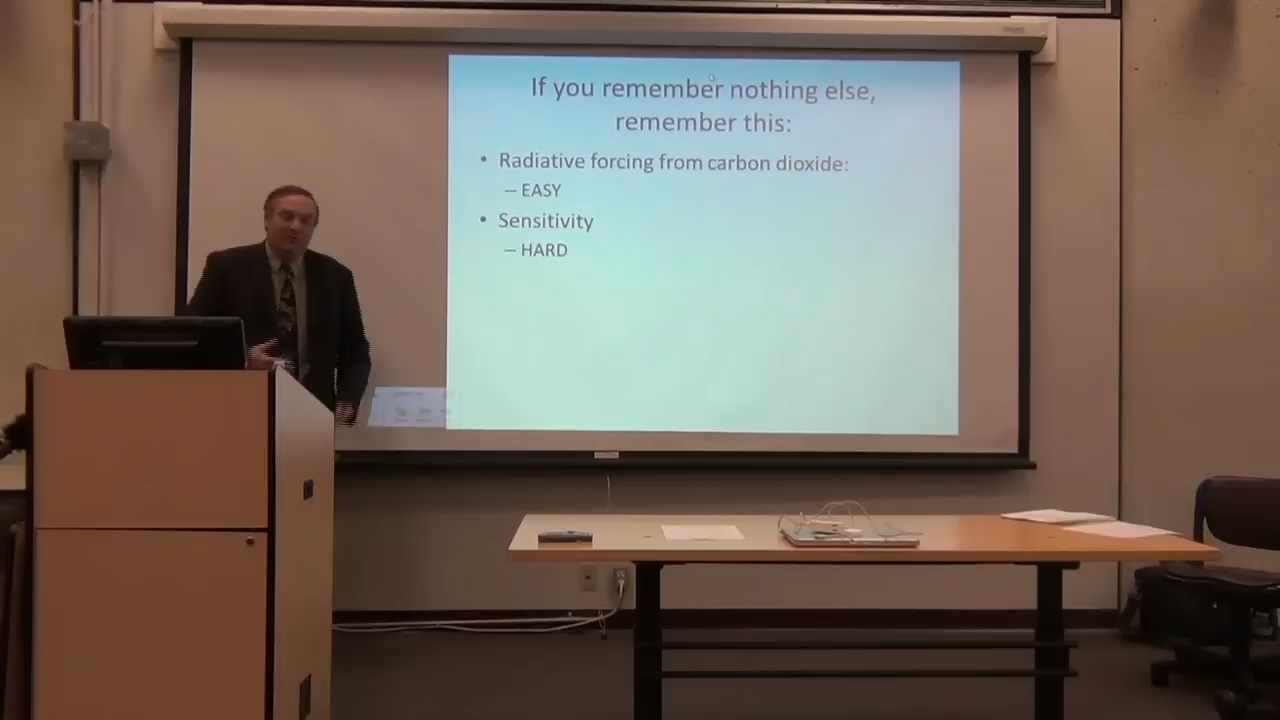 If you remember nothing else,
remember this:
• Radiative forcing from carbon dioxide:
– EASY
• Sensitivity
– HARD